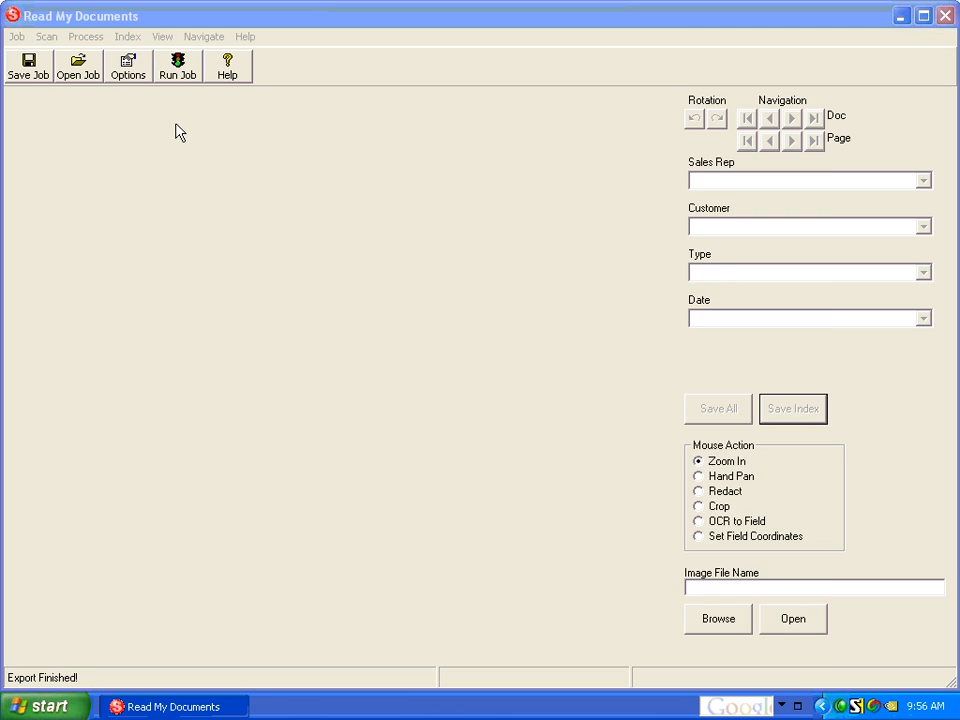 Read My Documents
Job Scan Process Index View Navigate Help
Save Job Open Job Options Run Job Help
Rotation Navigation
Doc
Page
Sales Rep
Customer
Type
Date
Save All Save Index
Mouse Action
Zoom In
Hand Pan
Redact
Crop
OCR to Field
Set Field Coordinates
Image File Name
Browse Open
Export Finished!
start Read My Documents Google 9:56 AM